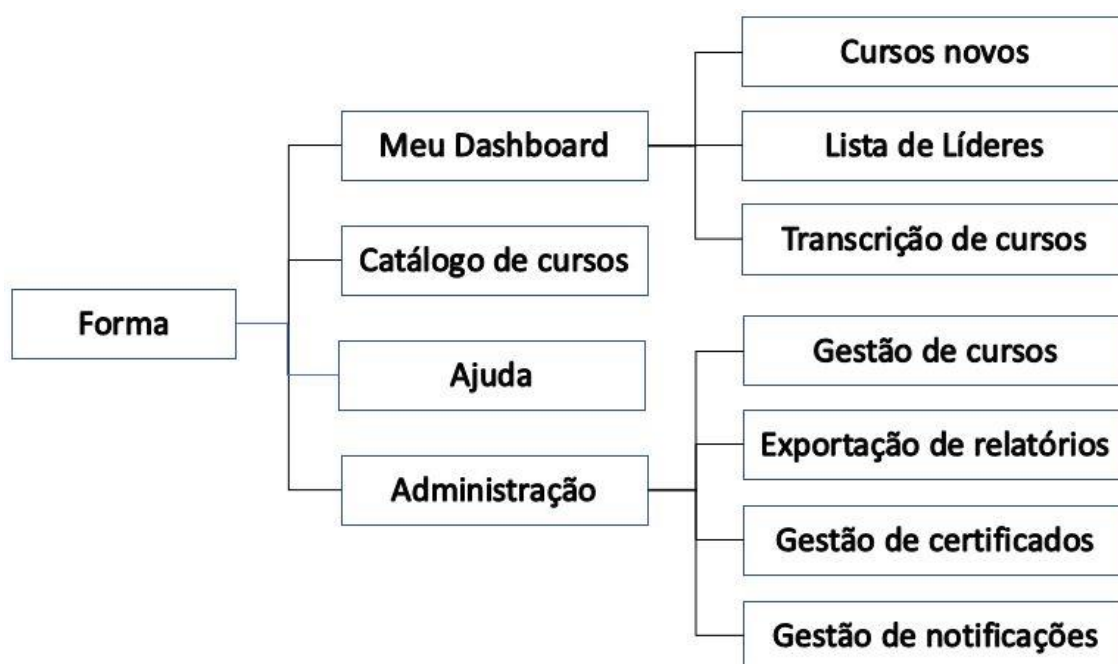 Forma
Meu Dashboard
Cursos novos
Lista de Líderes
Transcrição de cursos
Catálogo de cursos
Ajuda
Administração
Gestão de cursos
Exportação de relatórios
Gestão de certificados
Gestão de notificações